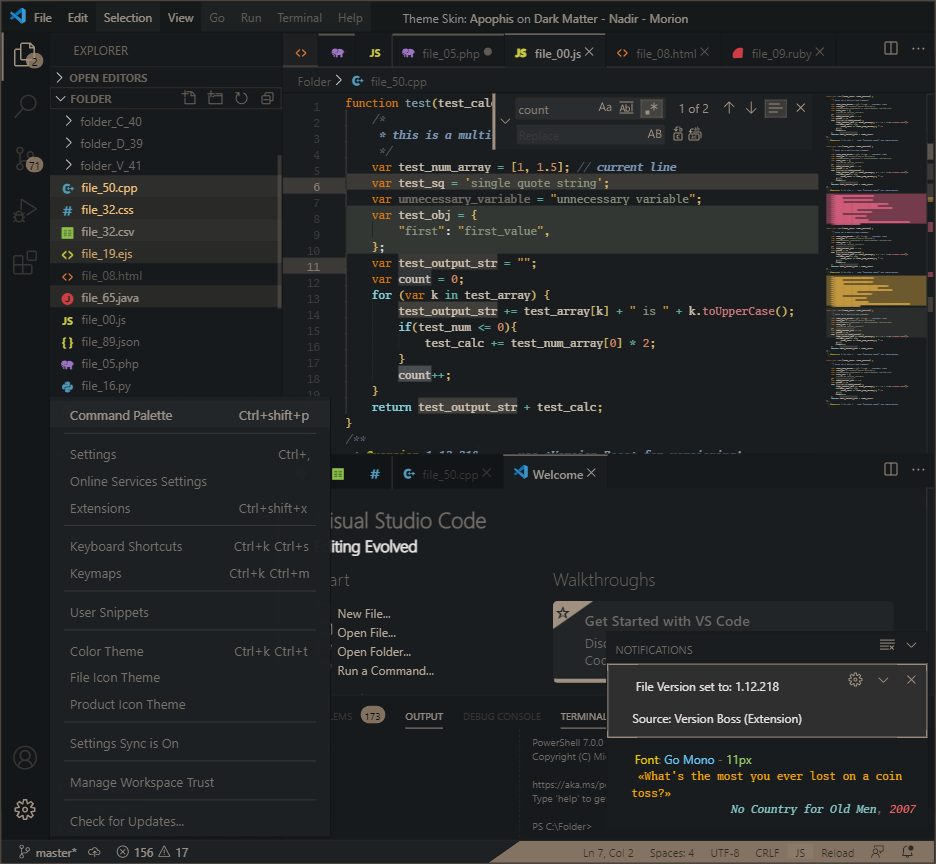 File Edit Selection View Go Run Terminal Help Theme Skin: Apophis on Dark Matter - Nadir - Morion
EXPLORER
2
OPEN EDITORS
FOLDER
folder_C_40
folder_D_39
folder_V_41
71
file_50.cpp
file_32.css
file_32.csv
file_19.ejs
file_08.html
file_65.java
file_00.js
file_89.json
file_05.php
file_16.py
JS file_05.php JS file_00.js file_08.html file_09.ruby
Folder > file_50.cpp
count Aa Abl .* 1 of 2
Replace AB
1 function test(test_calc
2 /*
3 * this is a multi
4 */
5 var test_num_array = [1, 1.5]; // current line
6 var test_sq = 'single quote string';
7 var unnecessary_variable = "unnecessary variable";
8 var test_obj = {
9 "first": "first_value",
10 };
11 var test_output_str = "";
12 var count = 0;
13 for (var k in test_array) {
14 test_output_str += test_array[k] + " is " + k.toUpperCase();
15 if(test_num <= 0){
16 test_calc += test_num_array[0] * 2;
17 }
18 count++;
19 }
return test_output_str + test_calc;
}
/**
Command Palette Ctrl+shift+p
Settings Ctrl+,
Online Services Settings
Extensions Ctrl+shift+x
Keyboard Shortcuts Ctrl+k Ctrl+s
Keymaps Ctrl+k Ctrl+m
User Snippets
Color Theme Ctrl+k Ctrl+t
File Icon Theme
Product Icon Theme
Settings Sync is On
Manage Workspace Trust
Check for Updates...
file_50.cpp Welcome
isual Studio Code
iting Evolved
art
New File...
Open File...
Open Folder...
Run a Command...
Walkthroughs
Get Started with VS Code
Disc
Coc
NOTIFICATIONS
File Version set to: 1.12.218
Source: Version Boss (Extension)
LEMS 173 OUTPUT DEBUG CONSOLE TERMINAL
PowerShell 7.0.0
Copyright (C) Mic
https://aka.ms/po
Type 'help' to get
PS C:\Folder>
Font: Go Mono - 11px
«What's the most you ever lost on a coin
toss?»
No Country for Old Men, 2007
master* 156 17 Ln 7, Col 2 Spaces: 4 UTF-8 CRLF JS Reload